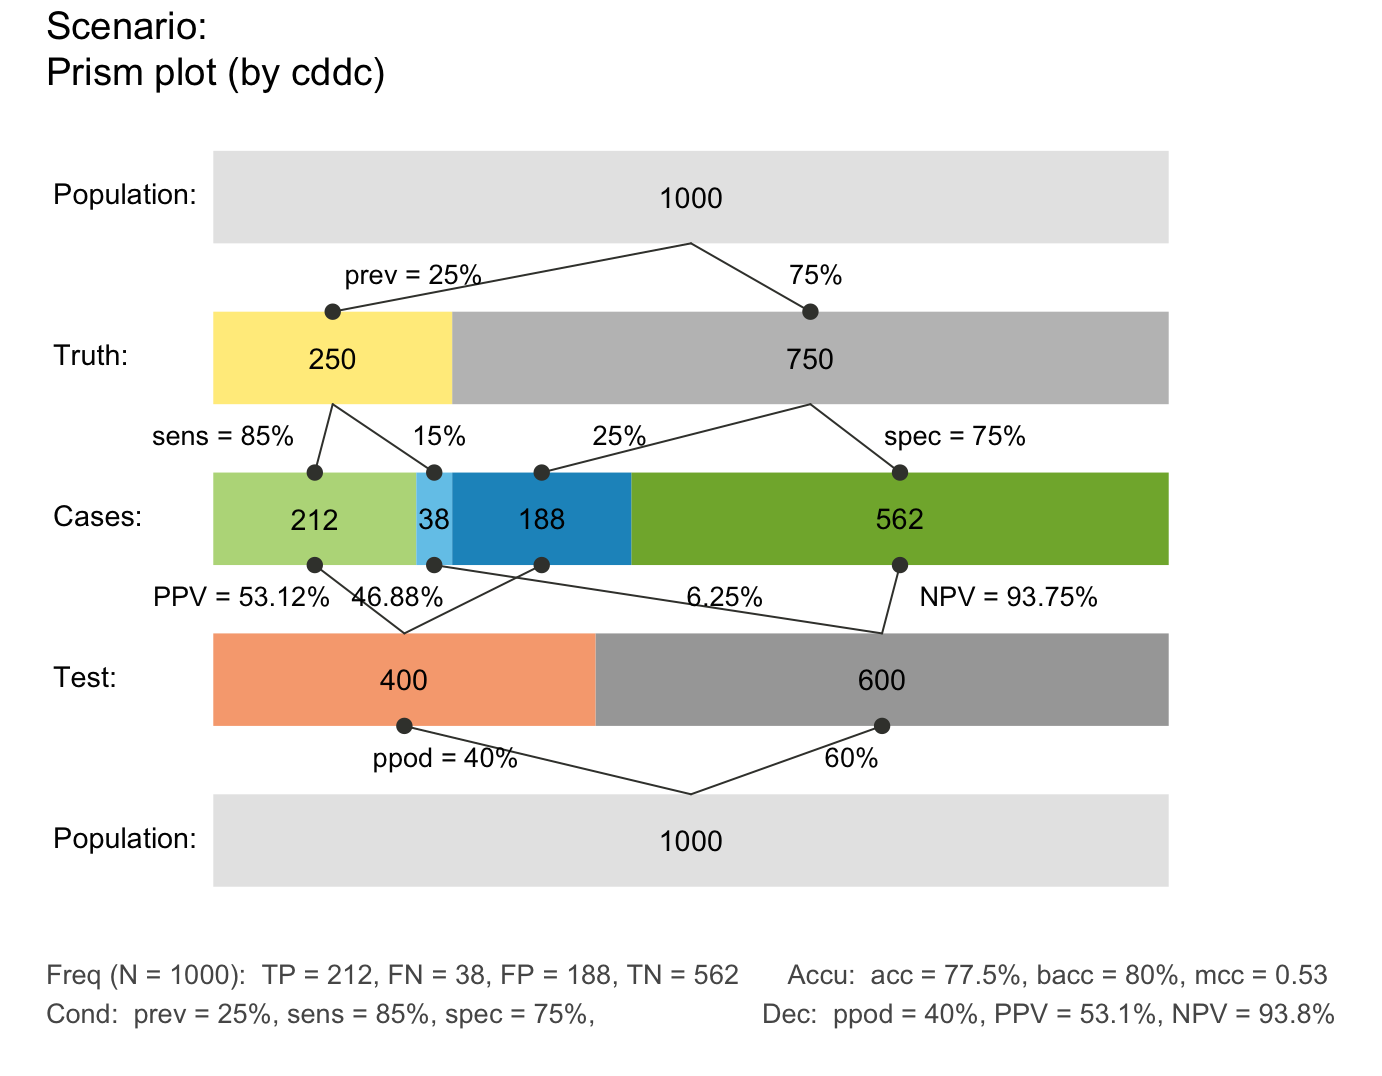 Scenario:
Prism plot (by cddc)
Population:
1000
prev = 25%
75%
Truth:
250
750
sens = 85%
15%
25%
spec = 75%
Cases:
212
38
188
562
PPV = 53.12%
46.88%
6.25%
NPV = 93.75%
Test:
400
600
ppod = 40%
60%
Population:
1000
Freq (N = 1000):  TP = 212, FN = 38, FP = 188, TN = 562
Accu:  acc = 77.5%, bacc = 80%, mcc = 0.53
Cond:  prev = 25%, sens = 85%, spec = 75%,
Dec:  ppod = 40%, PPV = 53.1%, NPV = 93.8%